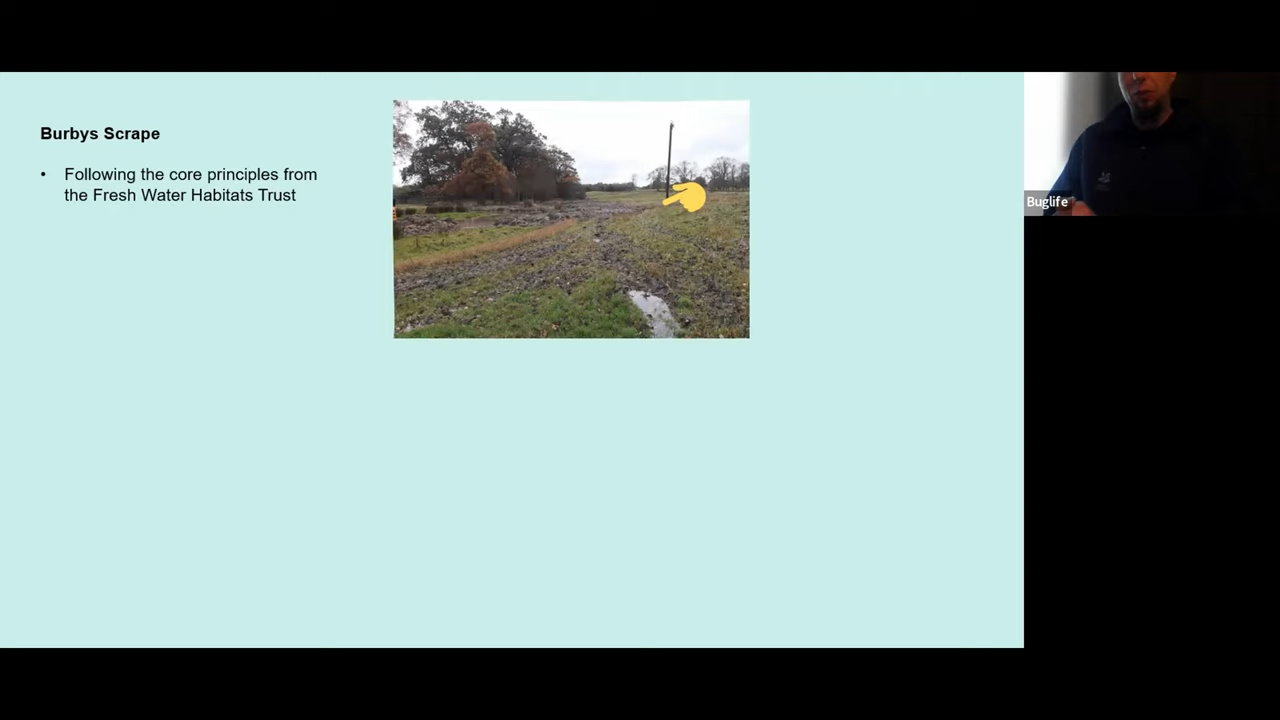 Burbys Scrape
• Following the core principles from
the Fresh Water Habitats Trust
Buglife